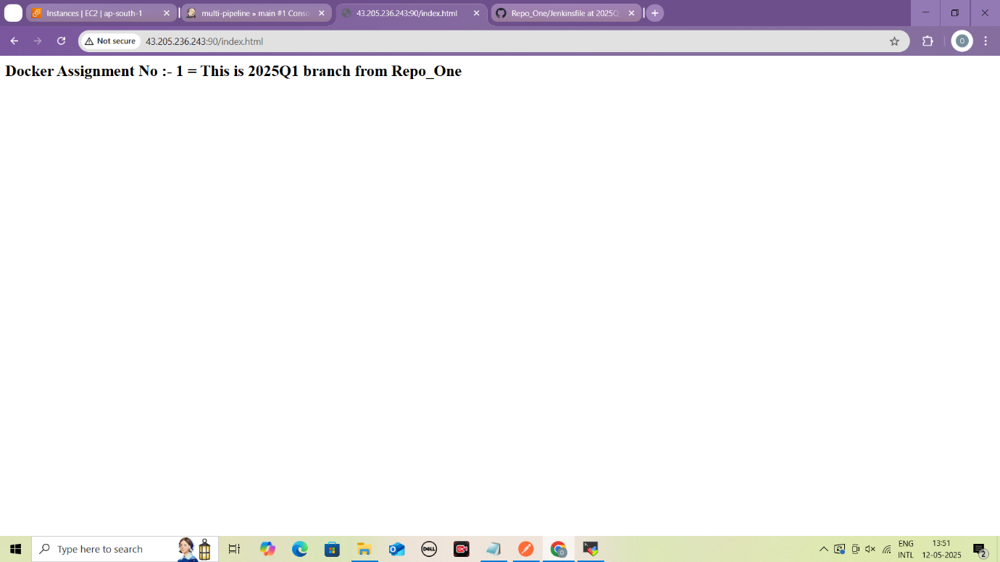 Instances | EC2 | ap-south-1
multi-pipeline » main #1 Conso
43.205.236.243:90/index.html
Repo_One/Jenkinsfile at 2025Q
Not secure
43.205.236.243:90/index.html
O
Docker Assignment No :- 1 = This is 2025Q1 branch from Repo_One
Type here to search
DELL
ENG
INTL
13:51
12-05-2025
2